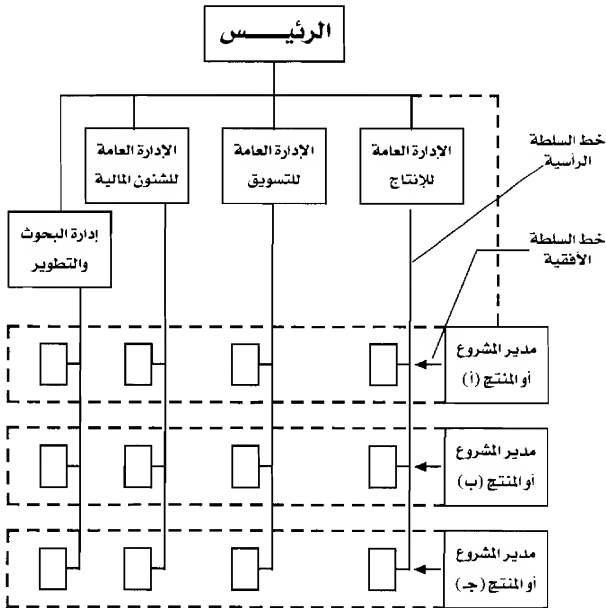 الرئيـــــس
الإدارة العامة
للإنتاج
الإدارة العامة
للتسويق
الإدارة العامة
للشئون المالية
إدارة البحوث
والتطوير
خط السلطة
الرأسية
خط السلطة
الأفقية
مدير المشروع
أو المنتج (أ)
مدير المشروع
أو المنتج (ب)
مدير المشروع
أو المنتج (جـ)